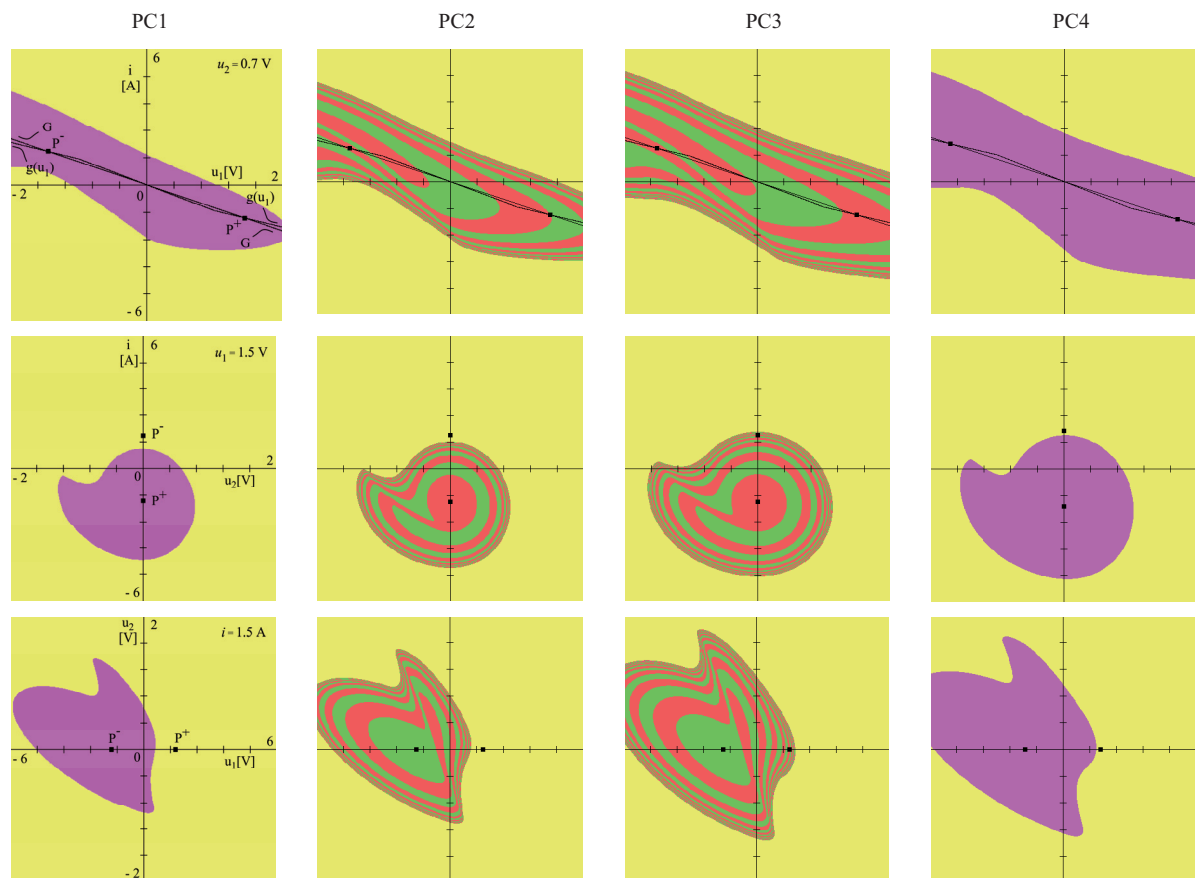 PC1 PC2 PC3 PC4
6
i
[A]
u₂ = 0.7 V
G
P⁻
g(u₁)
u₁[V]
2
- 2
0
g(u₁)
P⁺
G
- 6
i
[A]
6
u₁ = 1.5 V
P⁻
2
- 2
0
u₂[V]
P⁺
- 6
u₂
[V]
2
i = 1.5 A
P⁻
P⁺
- 6
0
6
u₁[V]
- 2